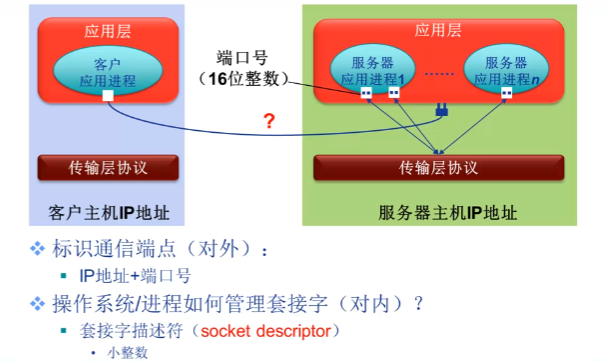 应用层
客户
应用进程
传输层协议
客户主机IP地址
端口号
（16位整数）
?
应用层
服务器
应用进程1
……
服务器
应用进程n
传输层协议
服务器主机IP地址
❖ 标识通信端点（对外）：
▪ IP地址+端口号
❖ 操作系统/进程如何管理套接字（对内）？
▪ 套接字描述符（socket descriptor）
• 小整数